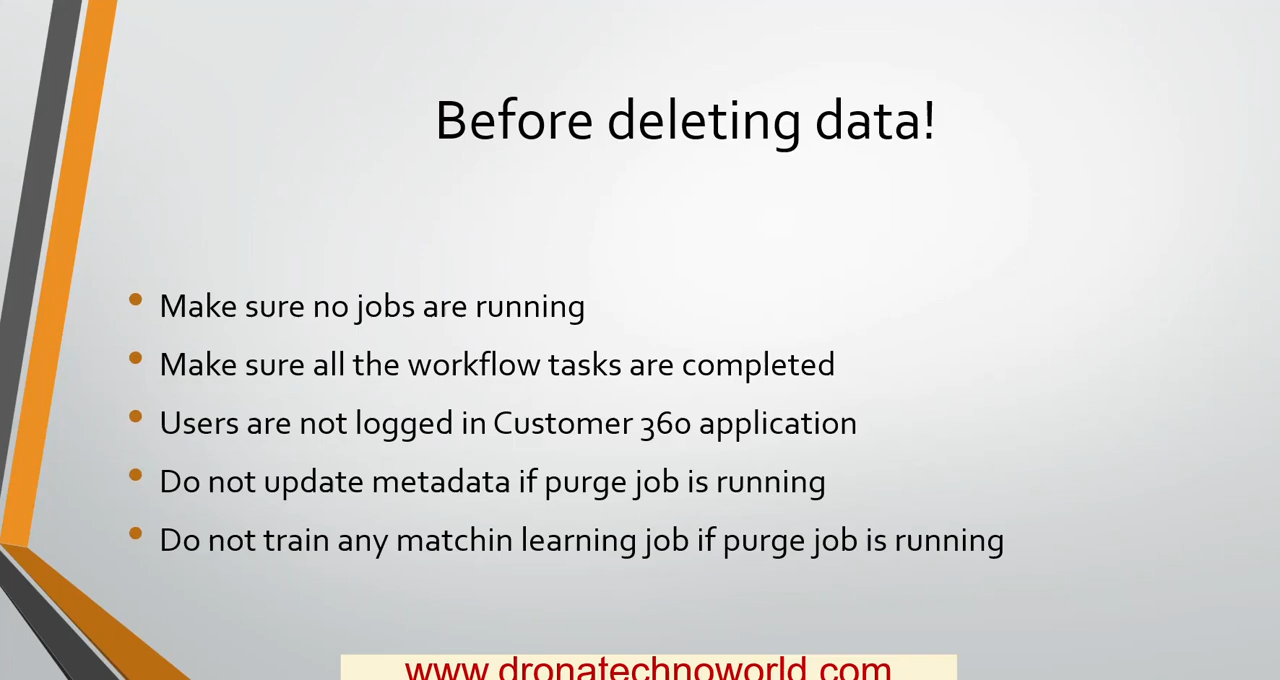 Before deleting data!
Make sure no jobs are running
Make sure all the workflow tasks are completed
Users are not logged in Customer 360 application
Do not update metadata if purge job is running
Do not train any matchin learning job if purge job is running
www.dronatechnoworld.com